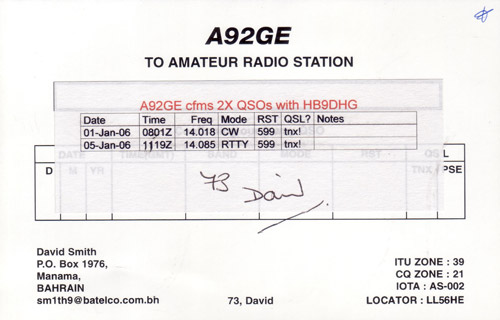 A92GE
TO AMATEUR RADIO STATION
A92GE cfms 2X QSOs with HB9DHG
Date Time Freq Mode RST QSL? Notes
01-Jan-06 0801Z 14.018 CW 599 tnx!
05-Jan-06 1119Z 14.085 RTTY 599 tnx!
DATE TIME(GMT) BAND MODE RST QSL
D M YR TNX PSE
73 David
David Smith
P.O. Box 1976,
Manama,
BAHRAIN
sm1th9@batelco.com.bh
73, David
ITU ZONE : 39
CQ ZONE : 21
IOTA : AS-002
LOCATOR : LL56HE